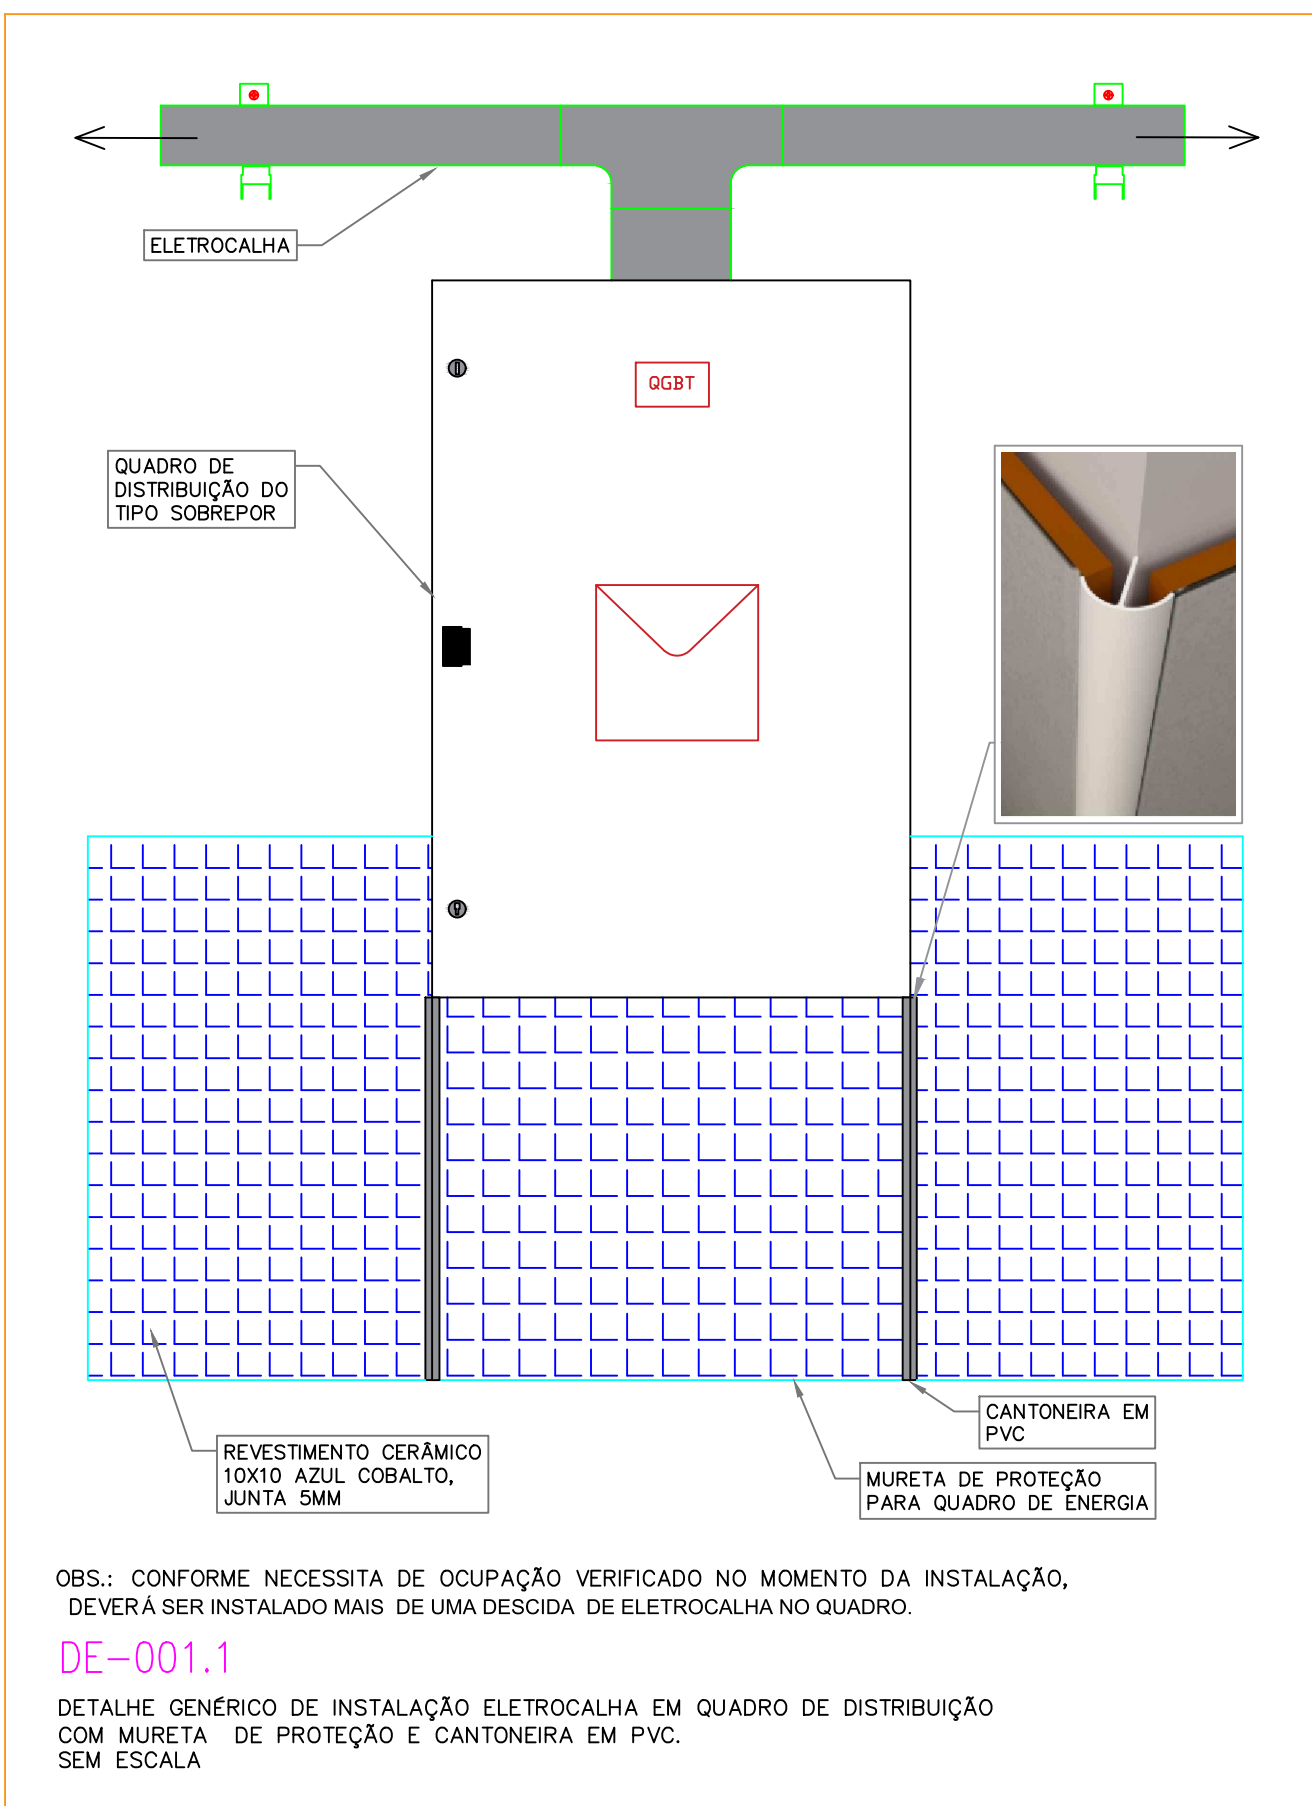 ELETROCALHA
QGBT
QUADRO DE
DISTRIBUIÇÃO DO
TIPO SOBREPOR
CANTONEIRA EM
PVC
REVESTIMENTO CERÂMICO
10X10 AZUL COBALTO,
JUNTA 5MM
MURETA DE PROTEÇÃO
PARA QUADRO DE ENERGIA
OBS.: CONFORME NECESSITA DE OCUPAÇÃO VERIFICADO NO MOMENTO DA INSTALAÇÃO,
DEVERÁ SER INSTALADO MAIS DE UMA DESCIDA DE ELETROCALHA NO QUADRO.
DE-001.1
DETALHE GENÉRICO DE INSTALAÇÃO ELETROCALHA EM QUADRO DE DISTRIBUIÇÃO
COM MURETA DE PROTEÇÃO E CANTONEIRA EM PVC.
SEM ESCALA